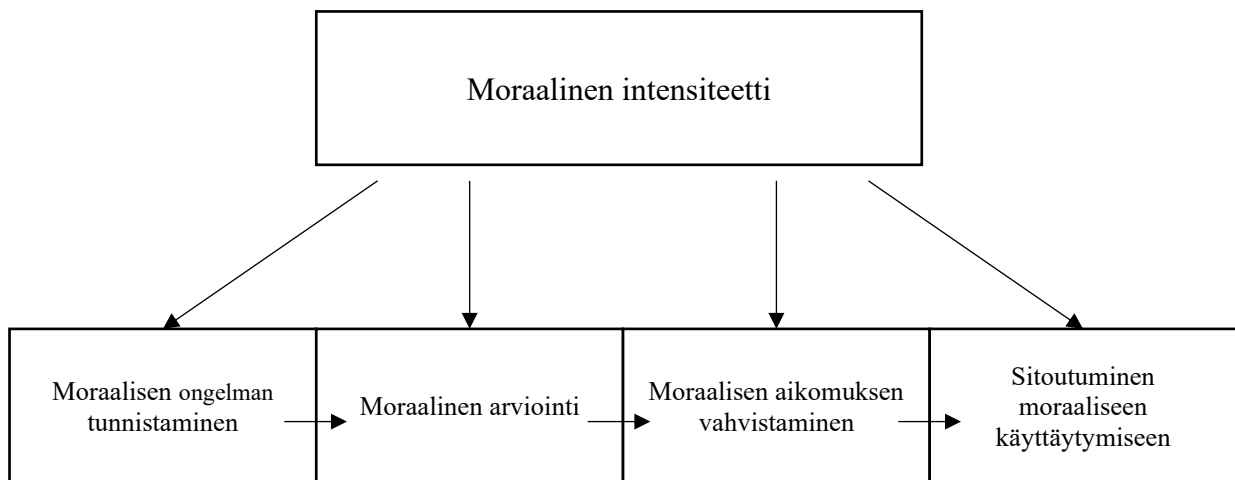 Moraalinen intensiteetti
Moraalisen ongelman
tunnistaminen
Moraalinen arviointi
Moraalisen aikomuksen
vahvistaminen
Sitoutuminen
moraaliseen
käyttäytymiseen